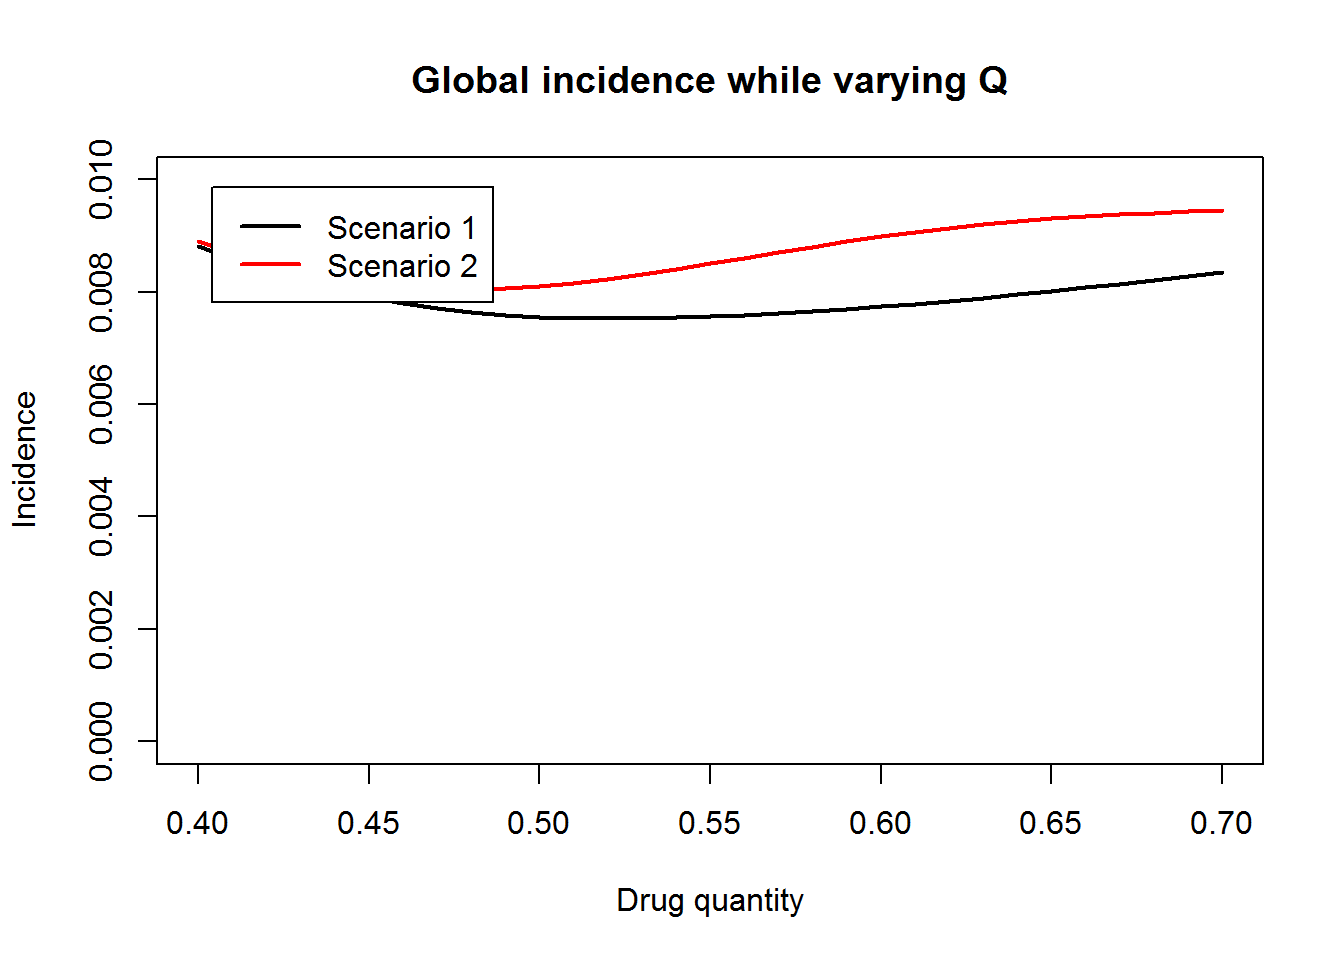 Global incidence while varying Q
Scenario 1
Scenario 2
0.010
0.008
0.006
0.004
0.002
0.000
Incidence
0.40 0.45 0.50 0.55 0.60 0.65 0.70
Drug quantity